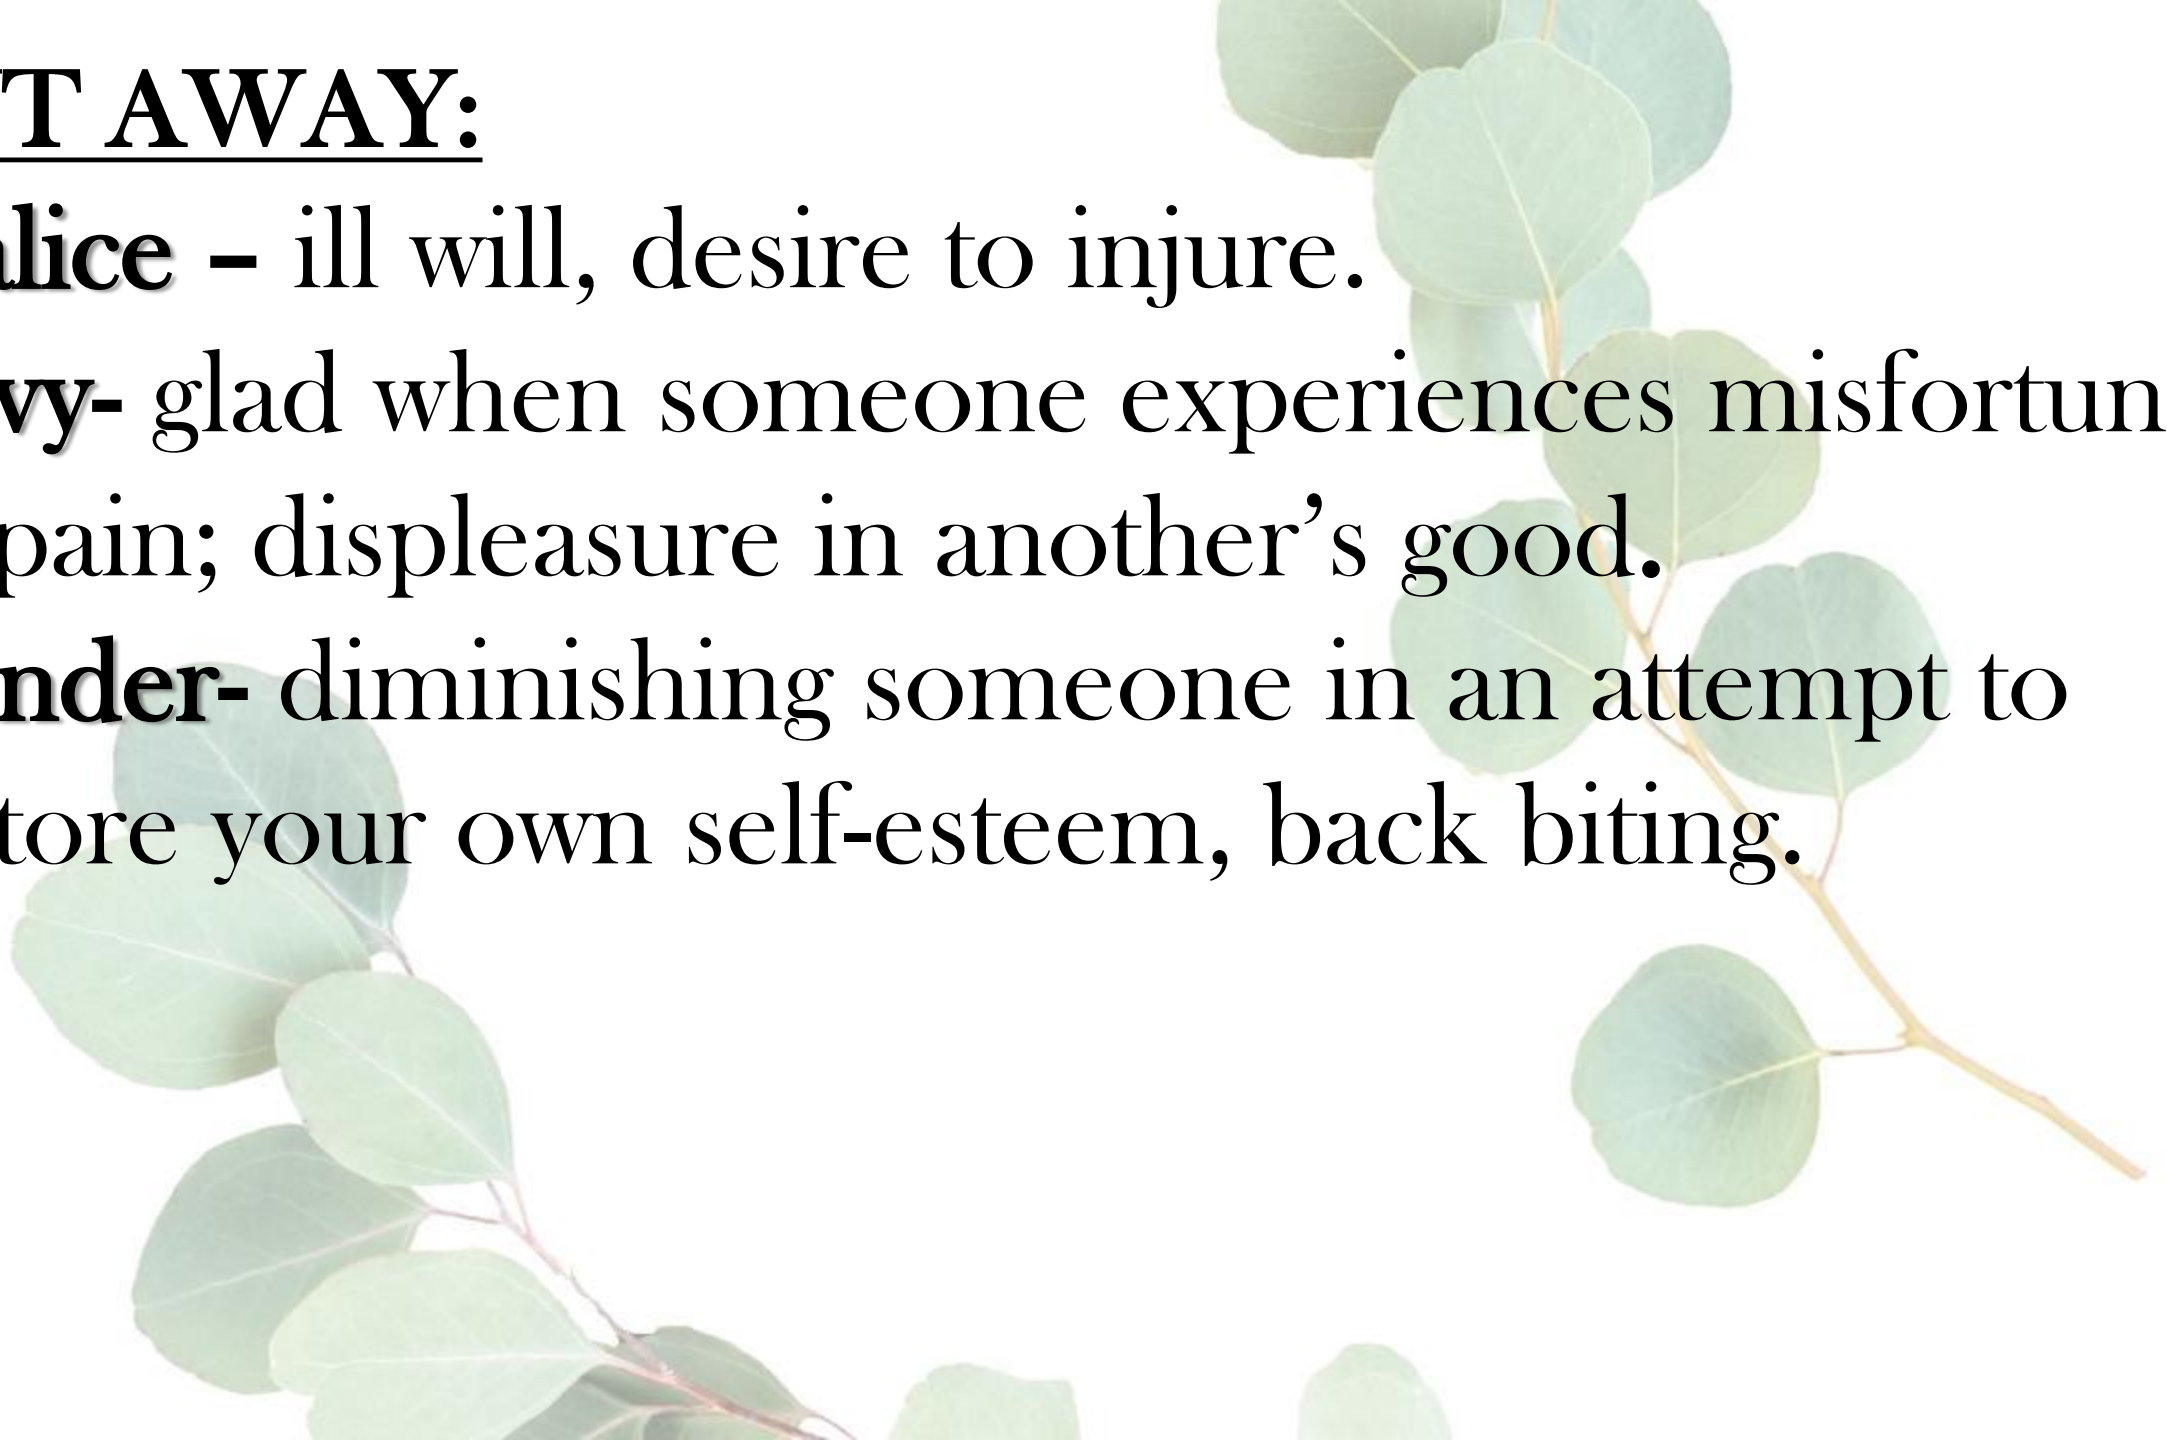 T AWAY:
alice – ill will, desire to injure.
vy- glad when someone experiences misfortun
pain; displeasure in another’s good.
nder- diminishing someone in an attempt to
tore your own self-esteem, back biting.